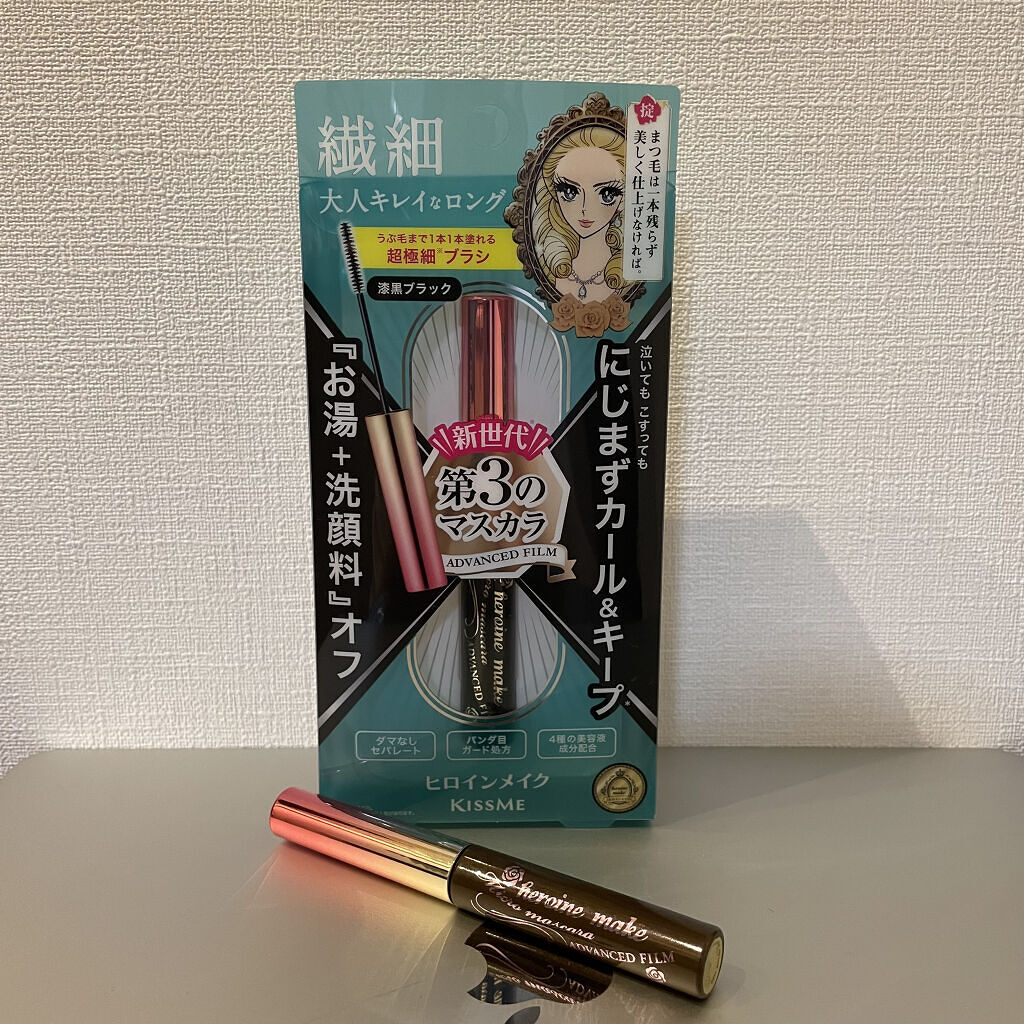 繊細
大人キレイなロング
うぶ毛まで1本1本塗れる
超極細※ブラシ
漆黒ブラック
掟
まつ毛は一本残らず
美しく仕上げなければ。
『お湯+洗顔料』オフ
泣いても こすっても
にじまずカール&キープ*
新世代
第3の
マスカラ
ADVANCED FILM
heroine make
micro mascara
ADVANCED FIL
ダマなし
セパレート
パンダ目
ガード処方
4種の美容液
成分配合
ヒロインメイク
KISSME
heroine make
Micro mascara
ADVANCED FILM